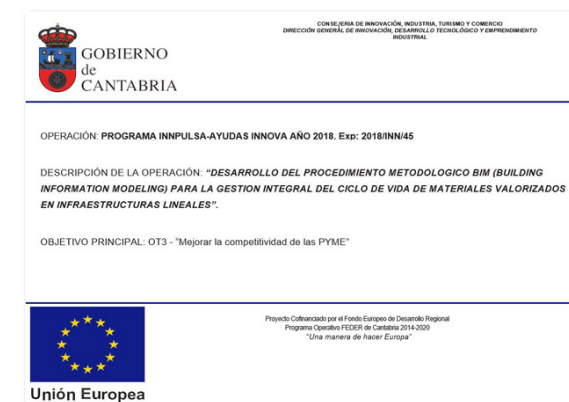 GOBIERNO
de
CANTABRIA
CONSEJERIA DE INNOVACIÓN, INDUSTRIA, TURISMO Y COMERCIO
DIRECCIÓN GENERAL DE INNOVACIÓN, DESARROLLO TECNOLÓGICO Y EMPRENDIMIENTO
INDUSTRIAL
OPERACIÓN: PROGRAMA INNPULSA-AYUDAS INNOVA AÑO 2018. Exp: 2018/INN/45
DESCRIPCIÓN DE LA OPERACIÓN: “DESARROLLO DEL PROCEDIMIENTO METODOLOGICO BIM (BUILDING
INFORMATION MODELING) PARA LA GESTION INTEGRAL DEL CICLO DE VIDA DE MATERIALES VALORIZADOS
EN INFRAESTRUCTURAS LINEALES”.
OBJETIVO PRINCIPAL: OT3 - "Mejorar la competitividad de las PYME"
Proyecto Cofinanciado por el Fondo Europeo de Desarrollo Regional
Programa Operativo FEDER de Cantabria 2014-2020
"Una manera de hacer Europa"
Unión Europea